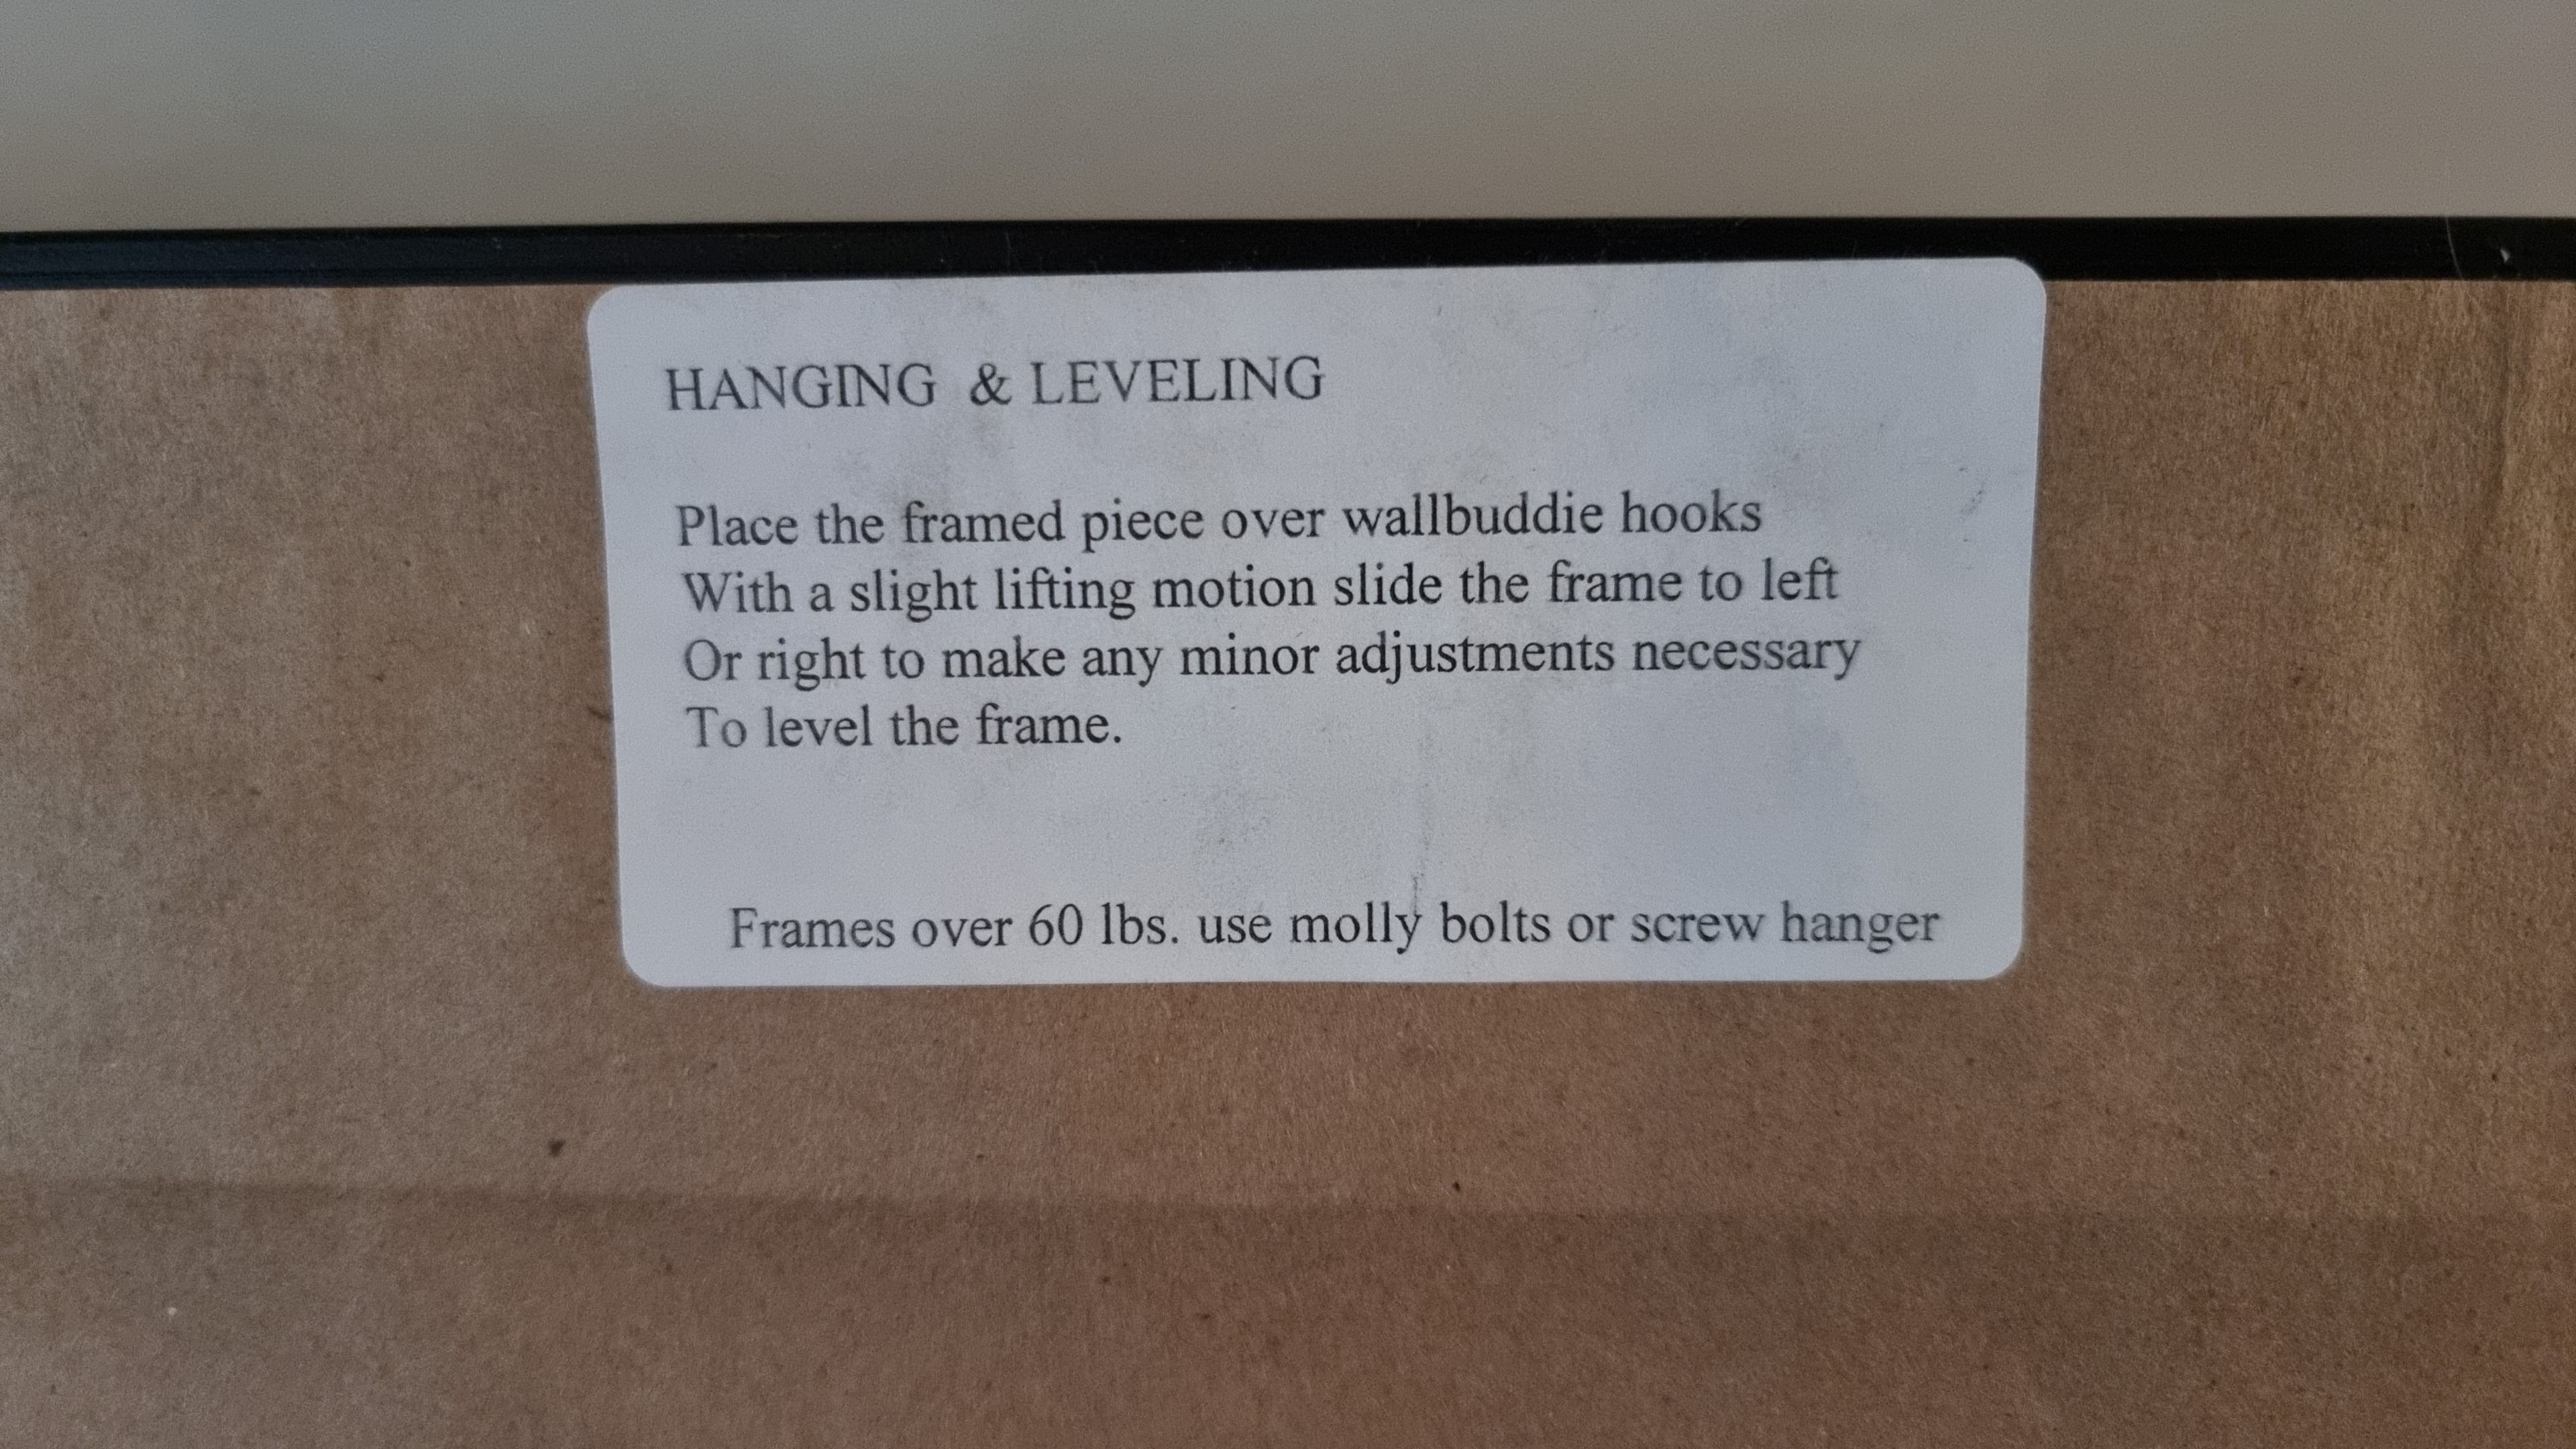 HANGING & LEVELING
Place the framed piece over wallbuddie hooks
With a slight lifting motion slide the frame to left
Or right to make any minor adjustments necessary
To level the frame.
Frames over 60 lbs. use molly bolts or screw hanger